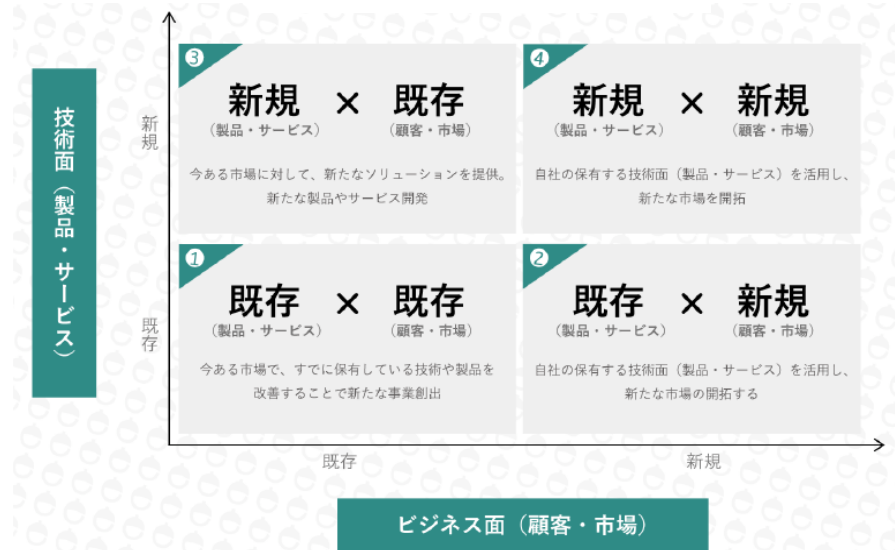 技術面（製品・サービス）
新規
既存
3
新規 × 既存
（製品・サービス） （顧客・市場）
今ある市場に対して、新たなソリューションを提供。
新たな製品やサービス開発
4
新規 × 新規
（製品・サービス） （顧客・市場）
自社の保有する技術面（製品・サービス）を活用し、
新たな市場を開拓
1
既存 × 既存
（製品・サービス） （顧客・市場）
今ある市場で、すでに保有している技術や製品を
改善することで新たな事業創出
2
既存 × 新規
（製品・サービス） （顧客・市場）
自社の保有する技術面（製品・サービス）を活用し、
新たな市場の開拓する
既存
新規
ビジネス面（顧客・市場）